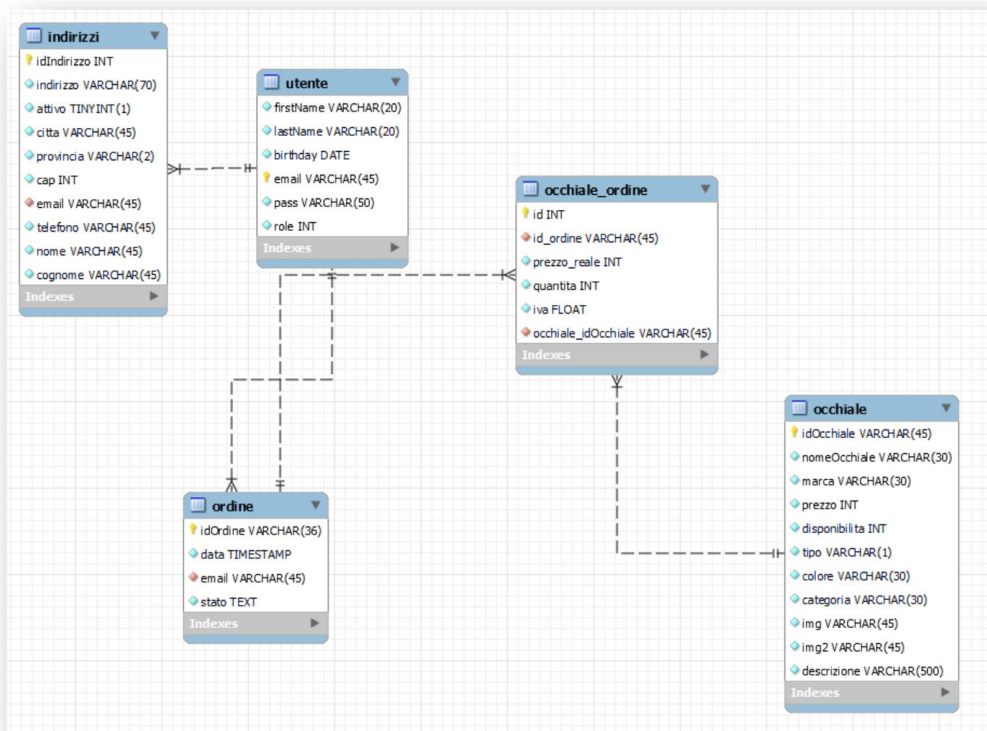 indirizzi
idIndirizzo INT
indirizzo VARCHAR(70)
attivo TINYINT(1)
citta VARCHAR(45)
provincia VARCHAR(2)
cap INT
email VARCHAR(45)
telefono VARCHAR(45)
nome VARCHAR(45)
cognome VARCHAR(45)
Indexes
utente
firstName VARCHAR(20)
lastName VARCHAR(20)
birthday DATE
email VARCHAR(45)
pass VARCHAR(50)
role INT
Indexes
occhiale_ordine
id INT
id_ordine VARCHAR(45)
prezzo_reale INT
quantita INT
iva FLOAT
occhiale_idOcchiale VARCHAR(45)
Indexes
occhiale
idOcchiale VARCHAR(45)
nomeOcchiale VARCHAR(30)
marca VARCHAR(30)
prezzo INT
disponibilita INT
tipo VARCHAR(1)
colore VARCHAR(30)
categoria VARCHAR(30)
img VARCHAR(45)
img2 VARCHAR(45)
descrizione VARCHAR(500)
Indexes
ordine
idOrdine VARCHAR(36)
data TIMESTAMP
email VARCHAR(45)
stato TEXT
Indexes